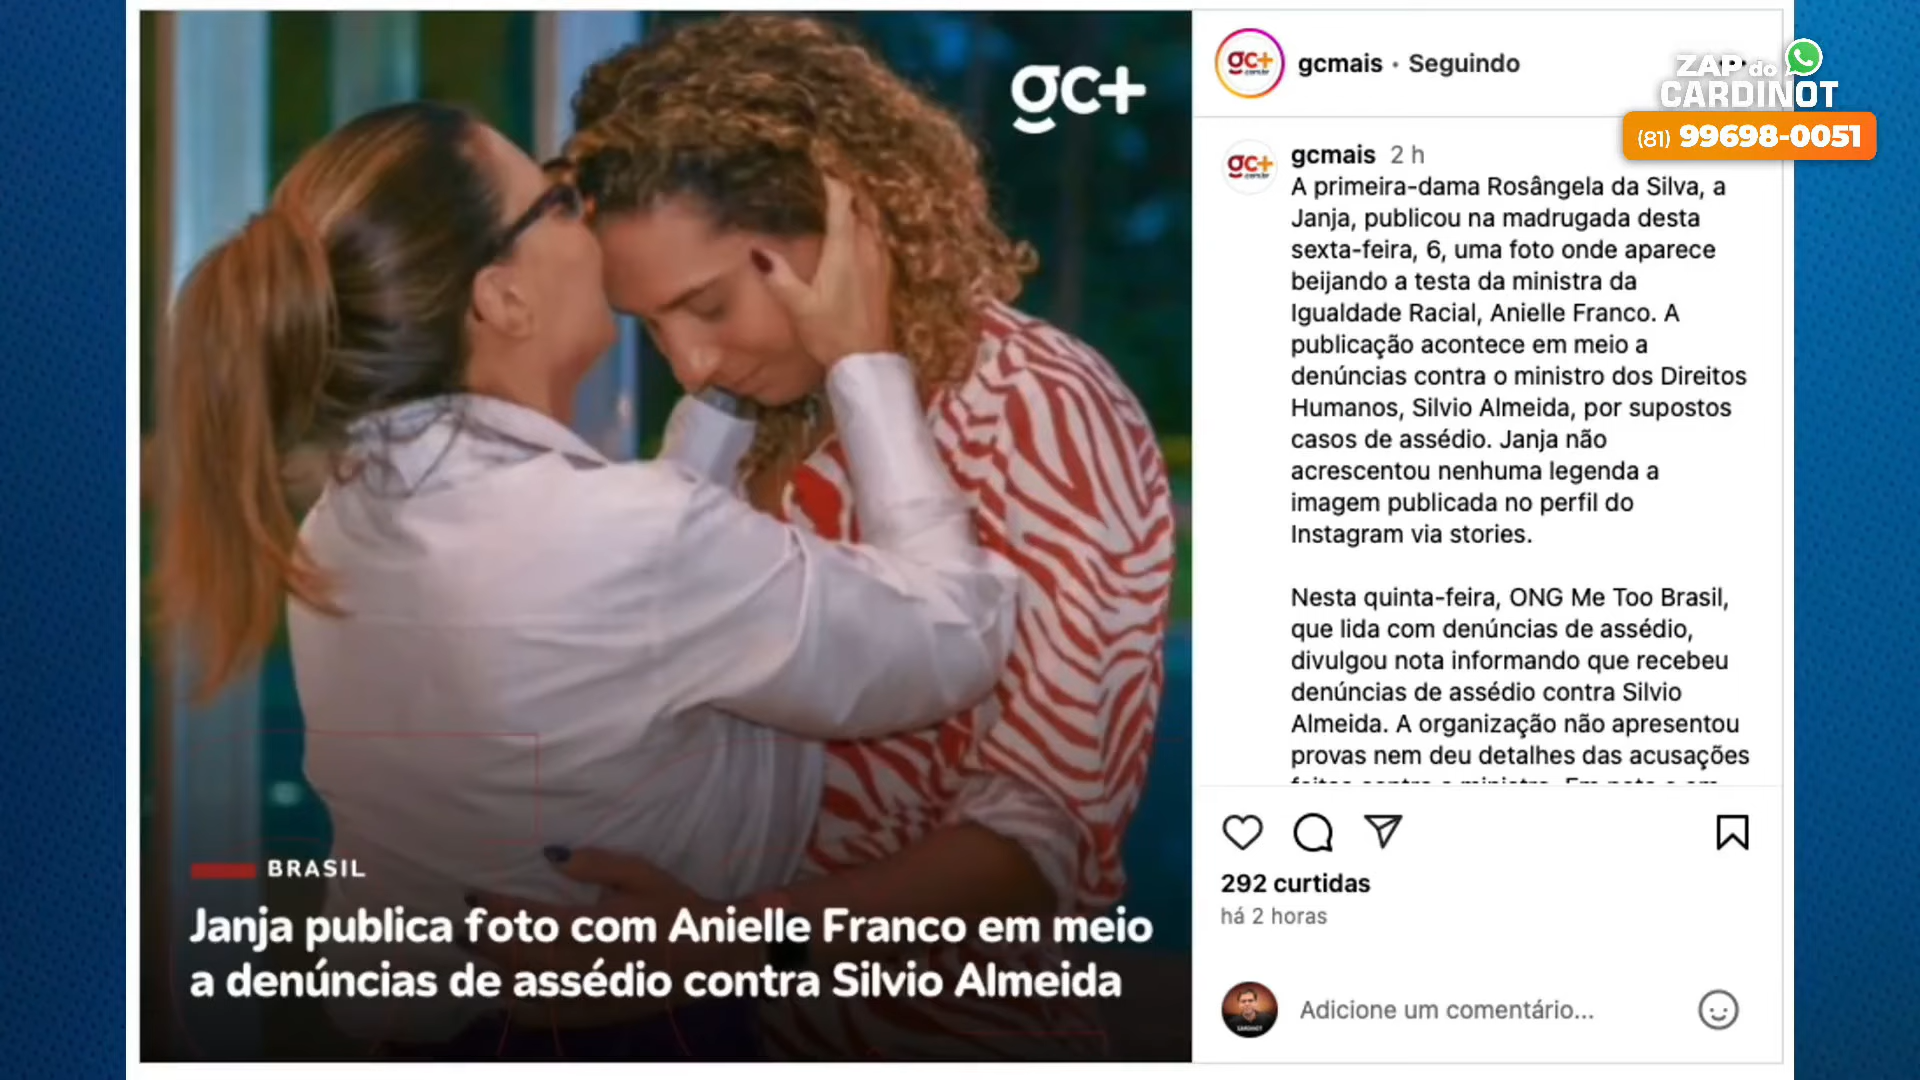 gc+
BRASIL
Janja publica foto com Anielle Franco em meio
a denúncias de assédio contra Silvio Almeida
gc+
gcmais • Seguindo
ZAP do
CARDINOT
(81) 99698-0051
gc+
gcmais 2 h
A primeira-dama Rosângela da Silva, a
Janja, publicou na madrugada desta
sexta-feira, 6, uma foto onde aparece
beijando a testa da ministra da
Igualdade Racial, Anielle Franco. A
publicação acontece em meio a
denúncias contra o ministro dos Direitos
Humanos, Silvio Almeida, por supostos
casos de assédio. Janja não
acrescentou nenhuma legenda a
imagem publicada no perfil do
Instagram via stories.
Nesta quinta-feira, ONG Me Too Brasil,
que lida com denúncias de assédio,
divulgou nota informando que recebeu
denúncias de assédio contra Silvio
Almeida. A organização não apresentou
provas nem deu detalhes das acusações
292 curtidas
há 2 horas
Adicione um comentário...